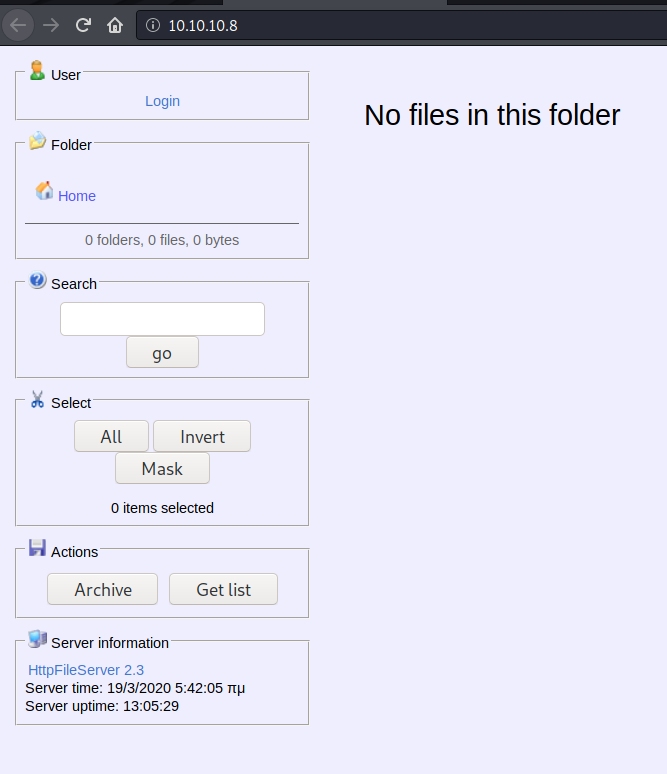 10.10.10.8
User
Login
Folder
Home
0 folders, 0 files, 0 bytes
Search
go
Select
All Invert
Mask
0 items selected
Actions
Archive Get list
Server information
HttpFileServer 2.3
Server time: 19/3/2020 5:42:05 πμ
Server uptime: 13:05:29
No files in this folder